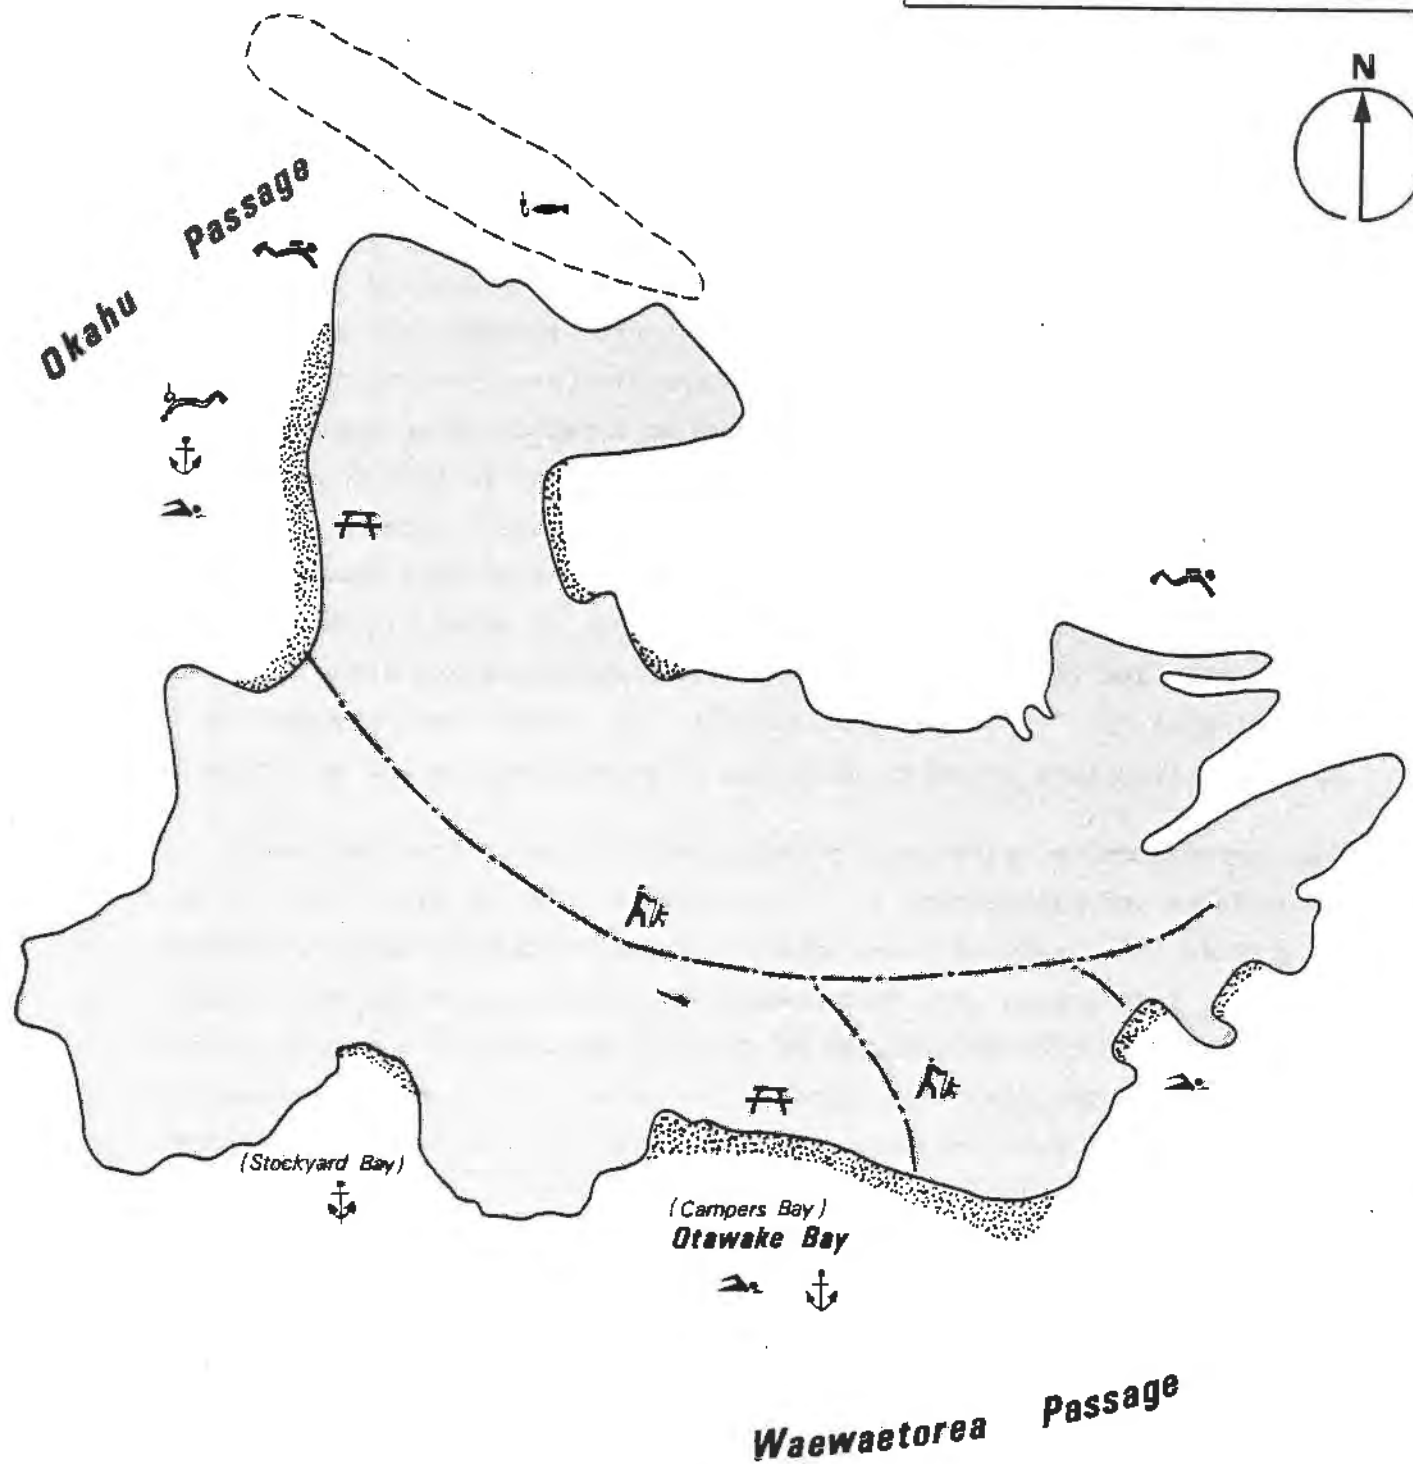 N
Okahu Passage
(Stockyard Bay)
(Campers Bay)
Otawake Bay
Waewaetorea Passage